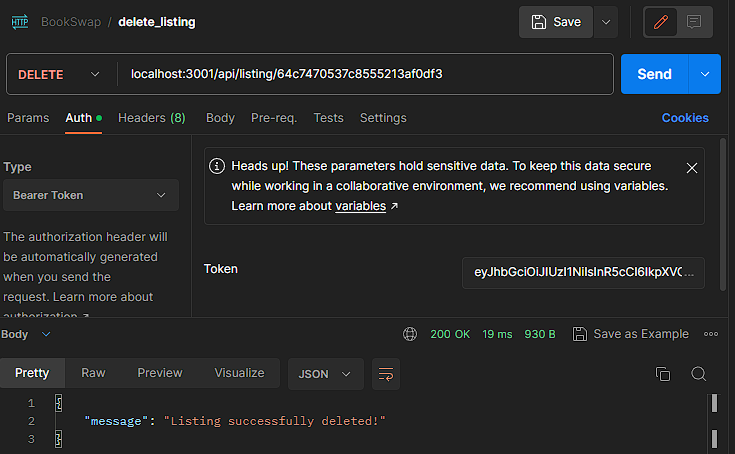 HTTP BookSwap / delete_listing Save
DELETE localhost:3001/api/listing/64c7470537c8555213af0df3 Send
Params Auth Headers (8) Body Pre-req. Tests Settings Cookies
Type
Bearer Token
The authorization header will
be automatically generated
when you send the
request. Learn more about
authorization ↗
Heads up! These parameters hold sensitive data. To keep this data secure
while working in a collaborative environment, we recommend using variables.
Learn more about variables ↗
Token eyJhbGciOiJIUzI1NiIsInR5cCI6IkpXVC...
Body 200 OK 19 ms 930 B Save as Example
Pretty Raw Preview Visualize JSON
1 {
2 "message": "Listing successfully deleted!"
3 }